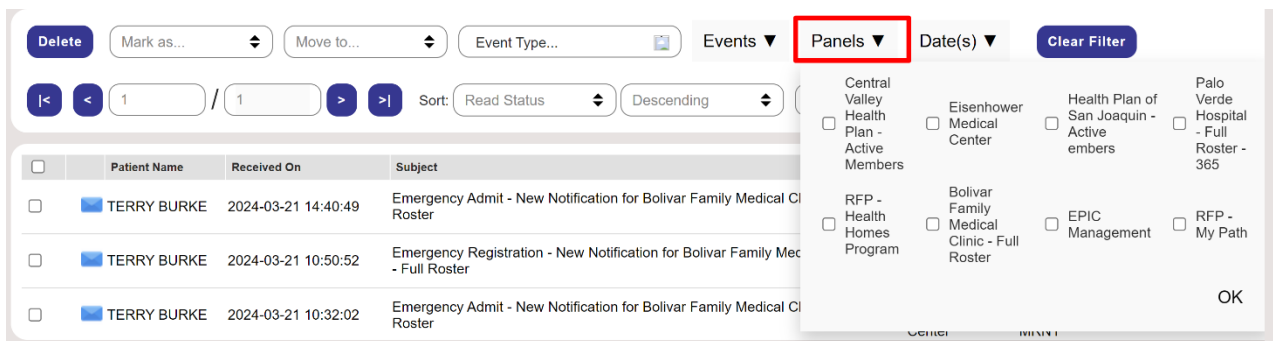 Delete
Mark as...
Move to...
Event Type...
Events ▼
Panels ▼
Date(s) ▼
Clear Filter
|<
<
1
/
1
>
>|
Sort:
Read Status
Descending
Central
Valley
Health
Plan -
Active
Members
Eisenhower
Medical
Center
Health Plan of
San Joaquin -
Active
embers
Palo
Verde
Hospital
- Full
Roster -
365
RFP -
Health
Homes
Program
Bolivar
Family
Medical
Clinic - Full
Roster
EPIC
Management
RFP -
My Path
OK
Patient Name
Received On
Subject
TERRY BURKE
2024-03-21 14:40:49
Emergency Admit - New Notification for Bolivar Family Medical Cl
Roster
TERRY BURKE
2024-03-21 10:50:52
Emergency Registration - New Notification for Bolivar Family Med
- Full Roster
TERRY BURKE
2024-03-21 10:32:02
Emergency Admit - New Notification for Bolivar Family Medical Cl
Roster
Center